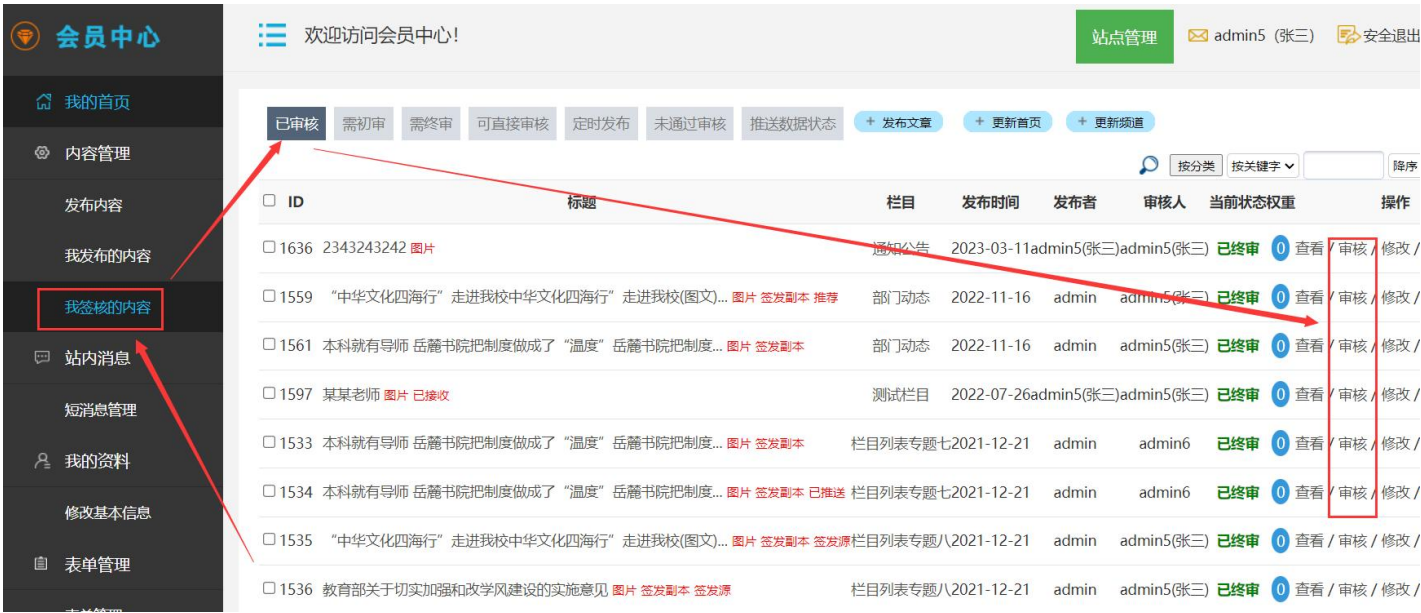 会员中心
欢迎访问会员中心！
站点管理
admin5 (张三)
安全退出
我的首页
内容管理
发布内容
我发布的内容
我签核的内容
站内消息
短消息管理
我的资料
修改基本信息
表单管理
已审核 需初审 需终审 可直接审核 定时发布 未通过审核 推送数据状态 + 发布文章 + 更新首页 + 更新频道
按分类 按关键字 降序
ID 标题 栏目 发布时间 发布者 审核人 当前状态 权重 操作
1636 2343243242 图片 通知公告 2023-03-11 admin5(张三) admin5(张三) 已终审 0 查看 / 审核 / 修改 /
1559 “中华文化四海行”走进我校中华文化四海行”走进我校(图文)... 图片 签发副本 推荐 部门动态 2022-11-16 admin admin5(张三) 已终审 0 查看 / 审核 / 修改 /
1561 本科就有导师 岳麓书院把制度做成了“温度”岳麓书院把制度... 图片 签发副本 部门动态 2022-11-16 admin admin5(张三) 已终审 0 查看 / 审核 / 修改 /
1597 某某老师 图片 已接收 测试栏目 2022-07-26 admin5(张三) admin5(张三) 已终审 0 查看 / 审核 / 修改 /
1533 本科就有导师 岳麓书院把制度做成了“温度”岳麓书院把制度... 图片 签发副本 栏目列表专题七 2021-12-21 admin admin6 已终审 0 查看 / 审核 / 修改 /
1534 本科就有导师 岳麓书院把制度做成了“温度”岳麓书院把制度... 图片 签发副本 已推送 栏目列表专题七 2021-12-21 admin admin6 已终审 0 查看 / 审核 / 修改 /
1535 “中华文化四海行”走进我校中华文化四海行”走进我校(图文)... 图片 签发副本 签发源 栏目列表专题八 2021-12-21 admin admin5(张三) 已终审 0 查看 / 审核 / 修改 /
1536 教育部关于切实加强和改学风建设的实施意见 图片 签发副本 签发源 栏目列表专题八 2021-12-21 admin admin5(张三) 已终审 0 查看 / 审核 / 修改 /